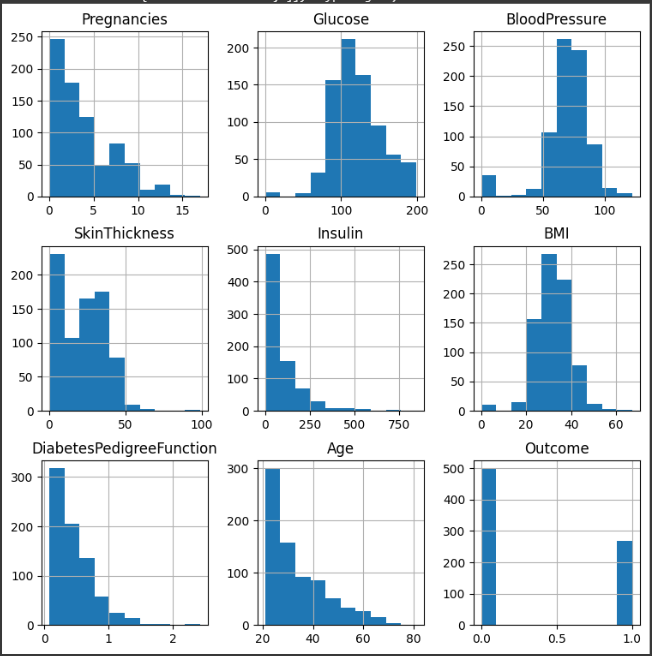 Pregnancies Glucose BloodPressure
250 200 150 100 50 0
0 5 10 15
200 150 100 50 0
0 100 200
250 200 150 100 50 0
0 50 100
SkinThickness Insulin BMI
200 150 100 50 0
0 50 100
500 400 300 200 100 0
0 250 500 750
250 200 150 100 50 0
0 20 40 60
DiabetesPedigreeFunction Age Outcome
300 200 100 0
0 1 2
300 200 100 0
20 40 60 80
500 400 300 200 100 0
0.0 0.5 1.0